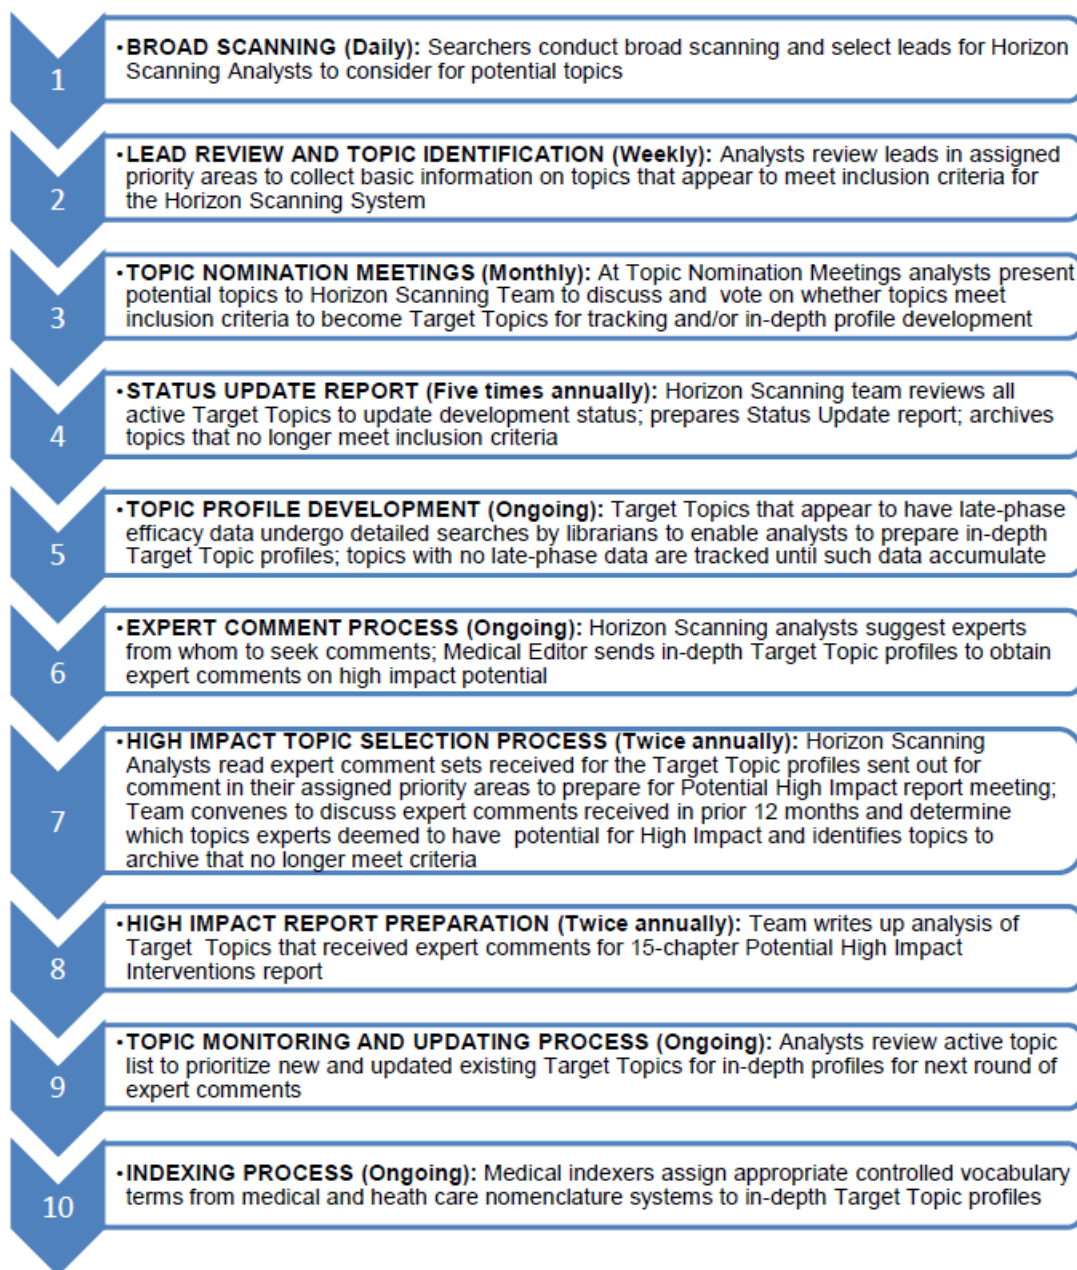 1
•BROAD SCANNING (Daily): Searchers conduct broad scanning and select leads for Horizon
Scanning Analysts to consider for potential topics
2
•LEAD REVIEW AND TOPIC IDENTIFICATION (Weekly): Analysts review leads in assigned
priority areas to collect basic information on topics that appear to meet inclusion criteria for
the Horizon Scanning System
3
•TOPIC NOMINATION MEETINGS (Monthly): At Topic Nomination Meetings analysts present
potential topics to Horizon Scanning Team to discuss and vote on whether topics meet
inclusion criteria to become Target Topics for tracking and/or in-depth profile development
4
•STATUS UPDATE REPORT (Five times annually): Horizon Scanning team reviews all
active Target Topics to update development status; prepares Status Update report; archives
topics that no longer meet inclusion criteria
5
•TOPIC PROFILE DEVELOPMENT (Ongoing): Target Topics that appear to have late-phase
efficacy data undergo detailed searches by librarians to enable analysts to prepare in-depth
Target Topic profiles; topics with no late-phase data are tracked until such data accumulate
6
•EXPERT COMMENT PROCESS (Ongoing): Horizon Scanning analysts suggest experts
from whom to seek comments; Medical Editor sends in-depth Target Topic profiles to obtain
expert comments on high impact potential
7
•HIGH IMPACT TOPIC SELECTION PROCESS (Twice annually): Horizon Scanning
Analysts read expert comment sets received for the Target Topic profiles sent out for
comment in their assigned priority areas to prepare for Potential High Impact report meeting;
Team convenes to discuss expert comments received in prior 12 months and determine
which topics experts deemed to have potential for High Impact and identifies topics to
archive that no longer meet criteria
8
•HIGH IMPACT REPORT PREPARATION (Twice annually): Team writes up analysis of
Target Topics that received expert comments for 15-chapter Potential High Impact
Interventions report
9
•TOPIC MONITORING AND UPDATING PROCESS (Ongoing): Analysts review active topic
list to prioritize new and updated existing Target Topics for in-depth profiles for next round of
expert comments
10
•INDEXING PROCESS (Ongoing): Medical indexers assign appropriate controlled vocabulary
terms from medical and heath care nomenclature systems to in-depth Target Topic profiles